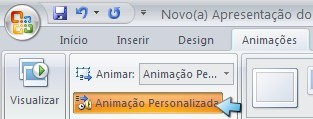 Novo(a) Apresentação do
Início Inserir Design Animações
Animar: Animação Pe...
Visualizar
Animação Personalizada